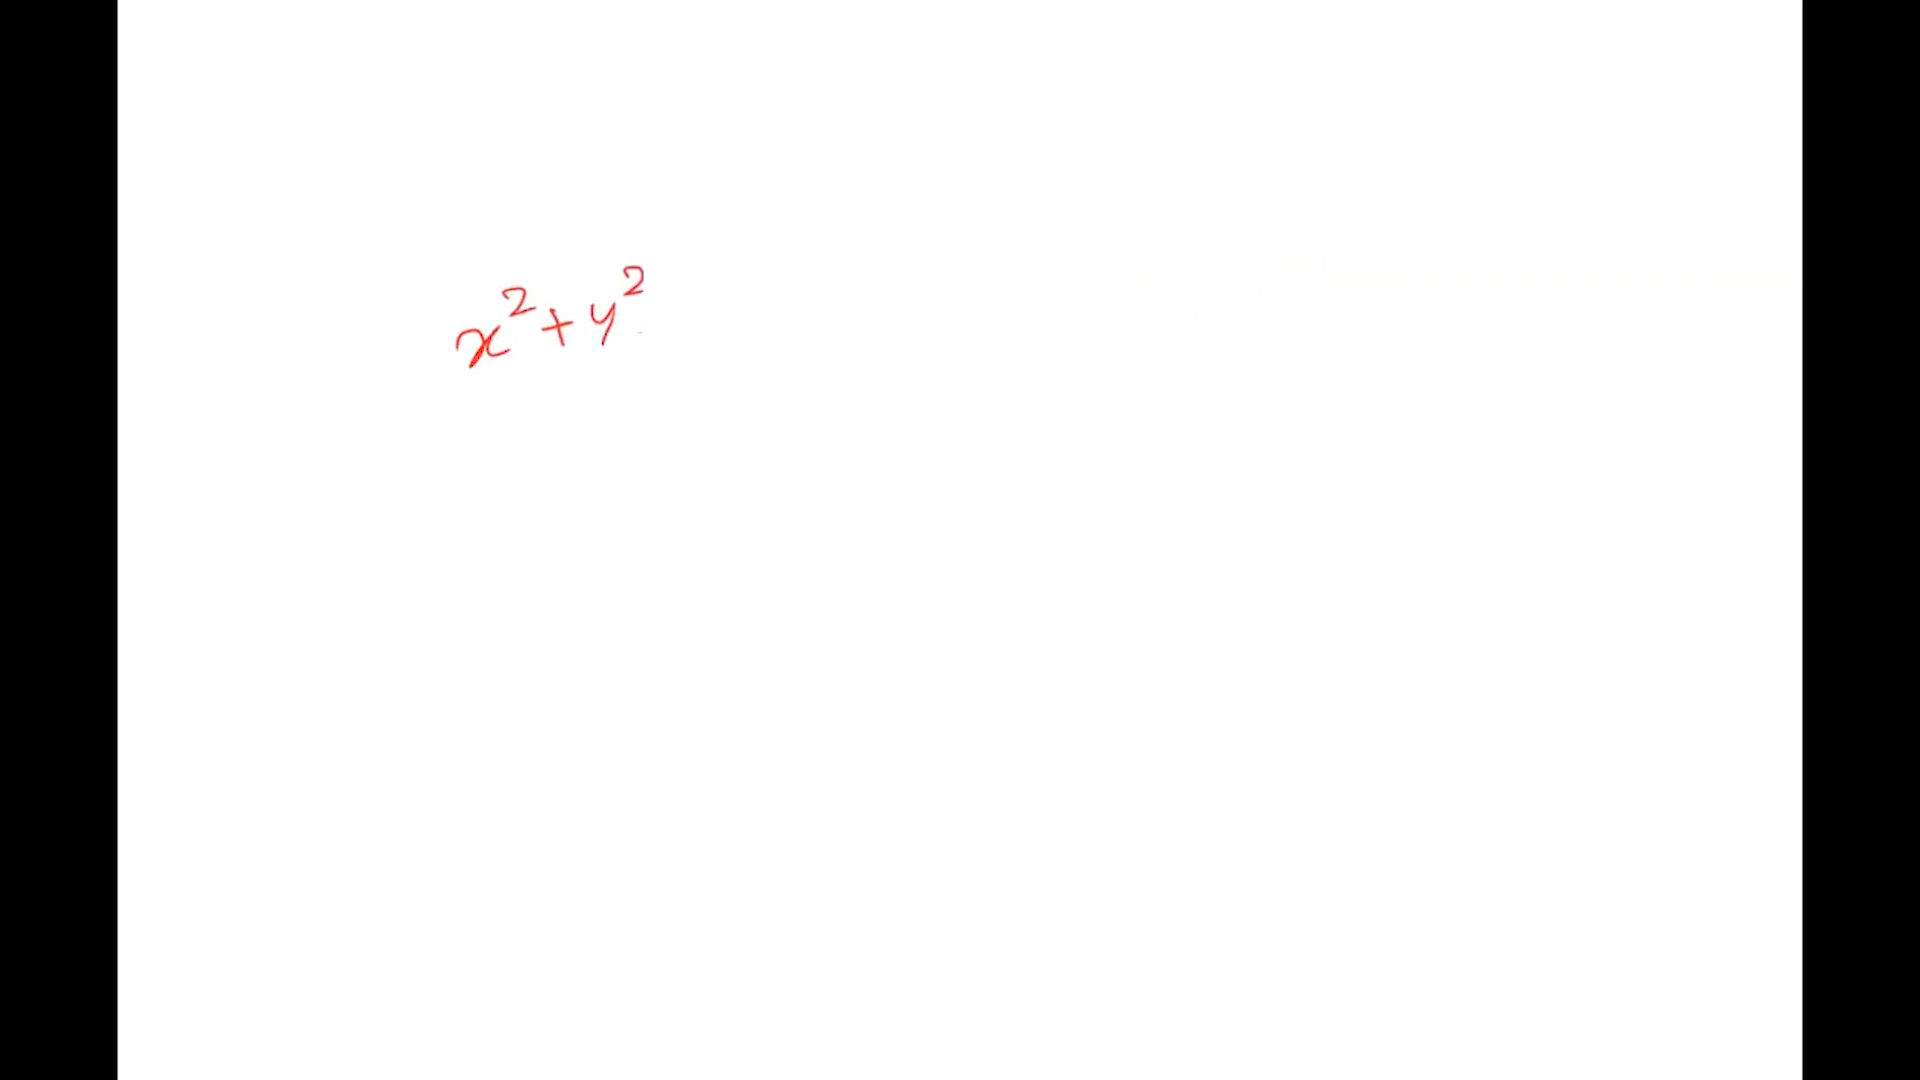 x² + y²